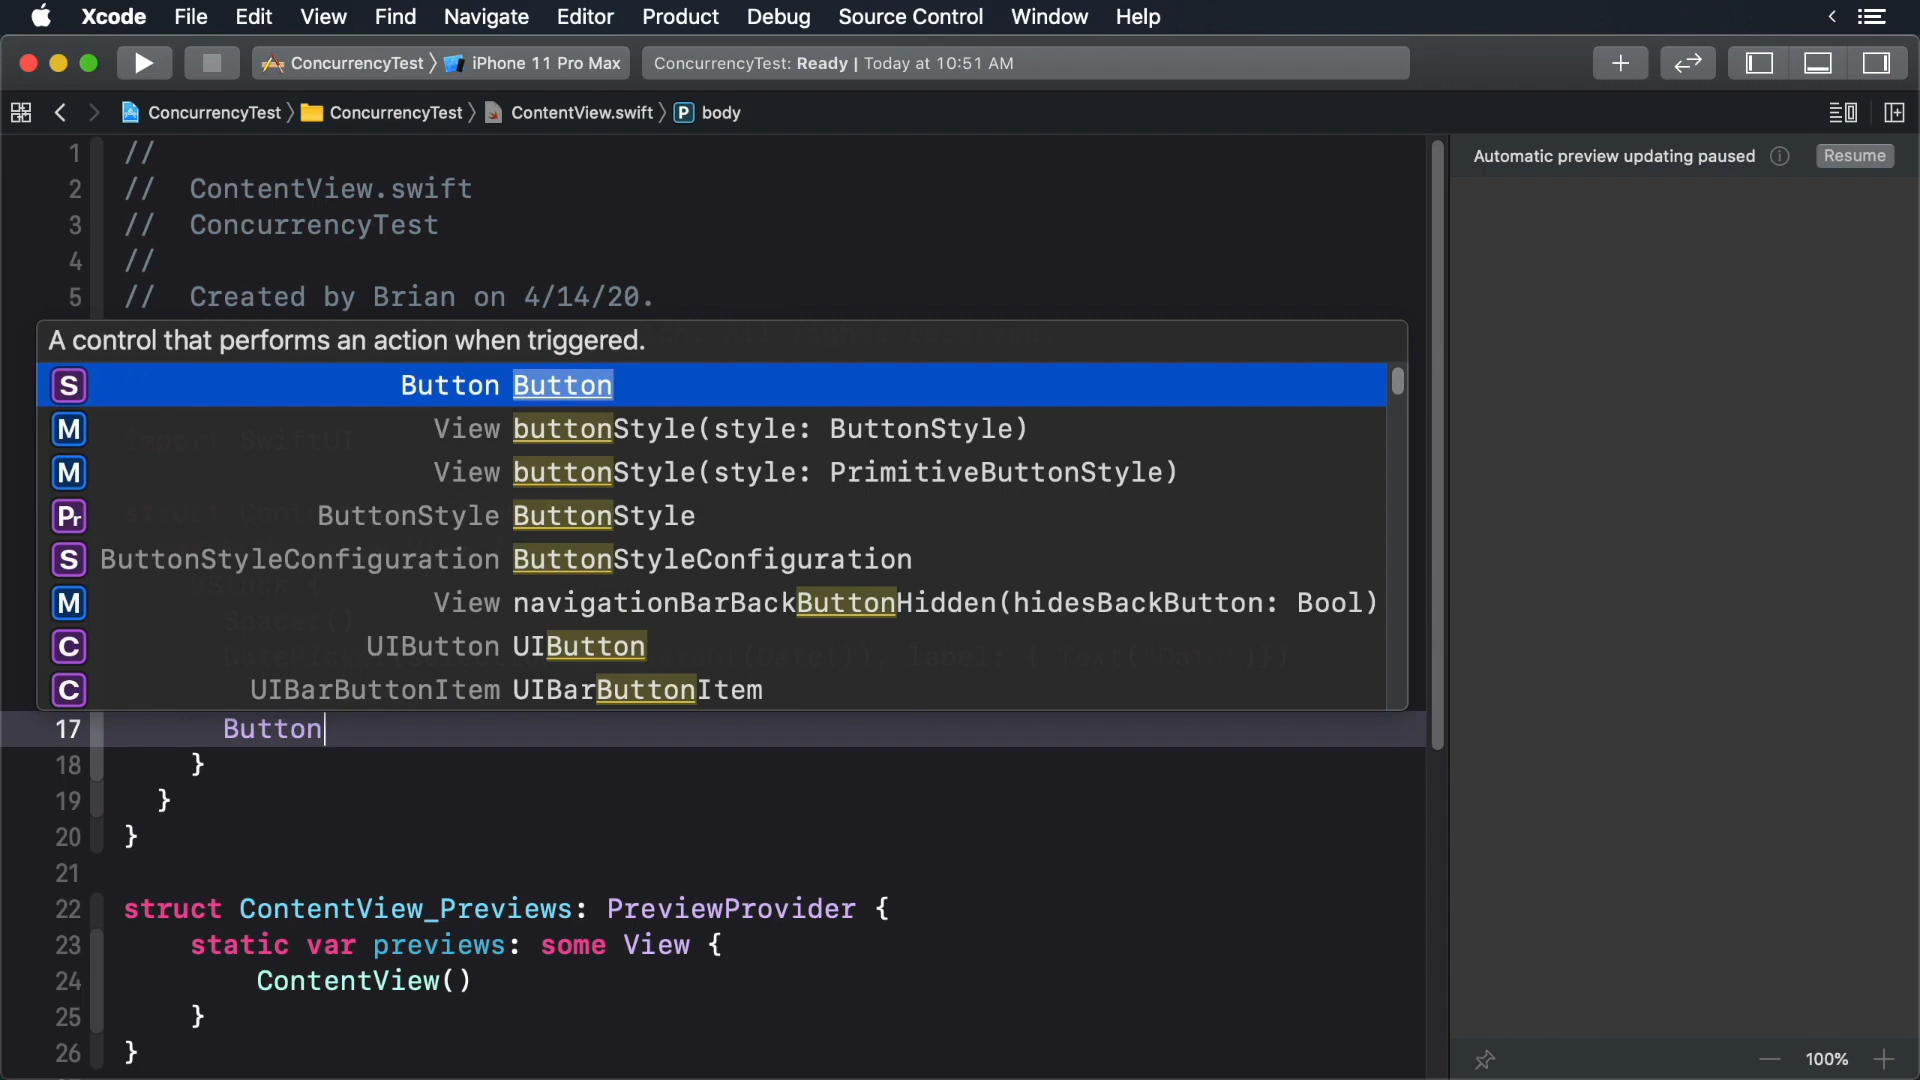 Xcode File Edit View Find Navigate Editor Product Debug Source Control Window Help
ConcurrencyTest iPhone 11 Pro Max ConcurrencyTest: Ready | Today at 10:51 AM
ConcurrencyTest ConcurrencyTest ContentView.swift P body
Automatic preview updating paused Resume
1 //
2 // ContentView.swift
3 // ConcurrencyTest
4 //
5 // Created by Brian on 4/14/20.
A control that performs an action when triggered.
S Button Button
M View buttonStyle(style: ButtonStyle)
M View buttonStyle(style: PrimitiveButtonStyle)
Pr ButtonStyle ButtonStyle
S ButtonStyleConfiguration ButtonStyleConfiguration
M View navigationBarBackButtonHidden(hidesBackButton: Bool)
C UIButton UIButton
C UIBarButtonItem UIBarButtonItem
17 Button
18 }
19 }
20 }
21
22 struct ContentView_Previews: PreviewProvider {
23 static var previews: some View {
24 ContentView()
25 }
26 }
100%